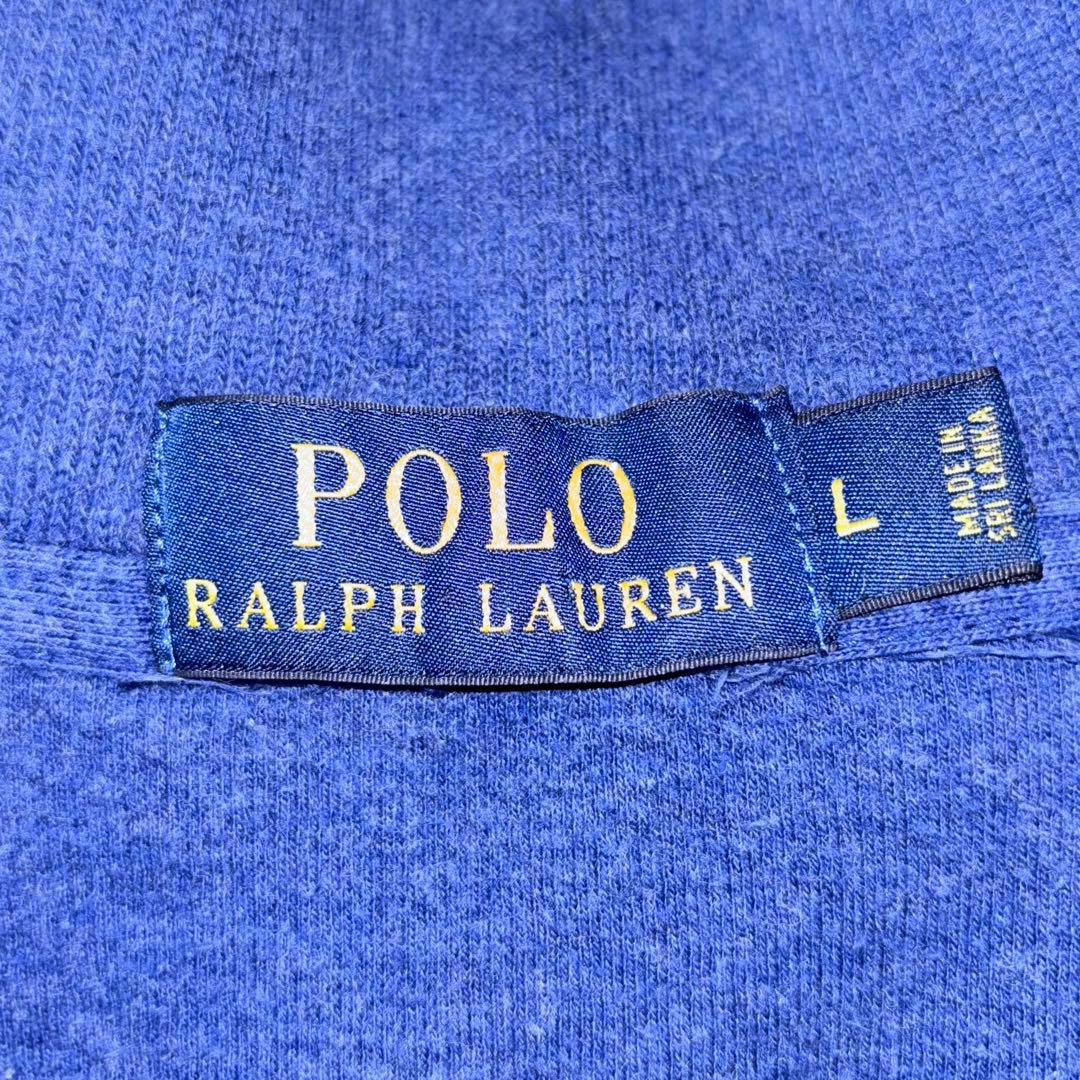 POLO
RALPH LAUREN
L
MADE IN
SRI LANKA